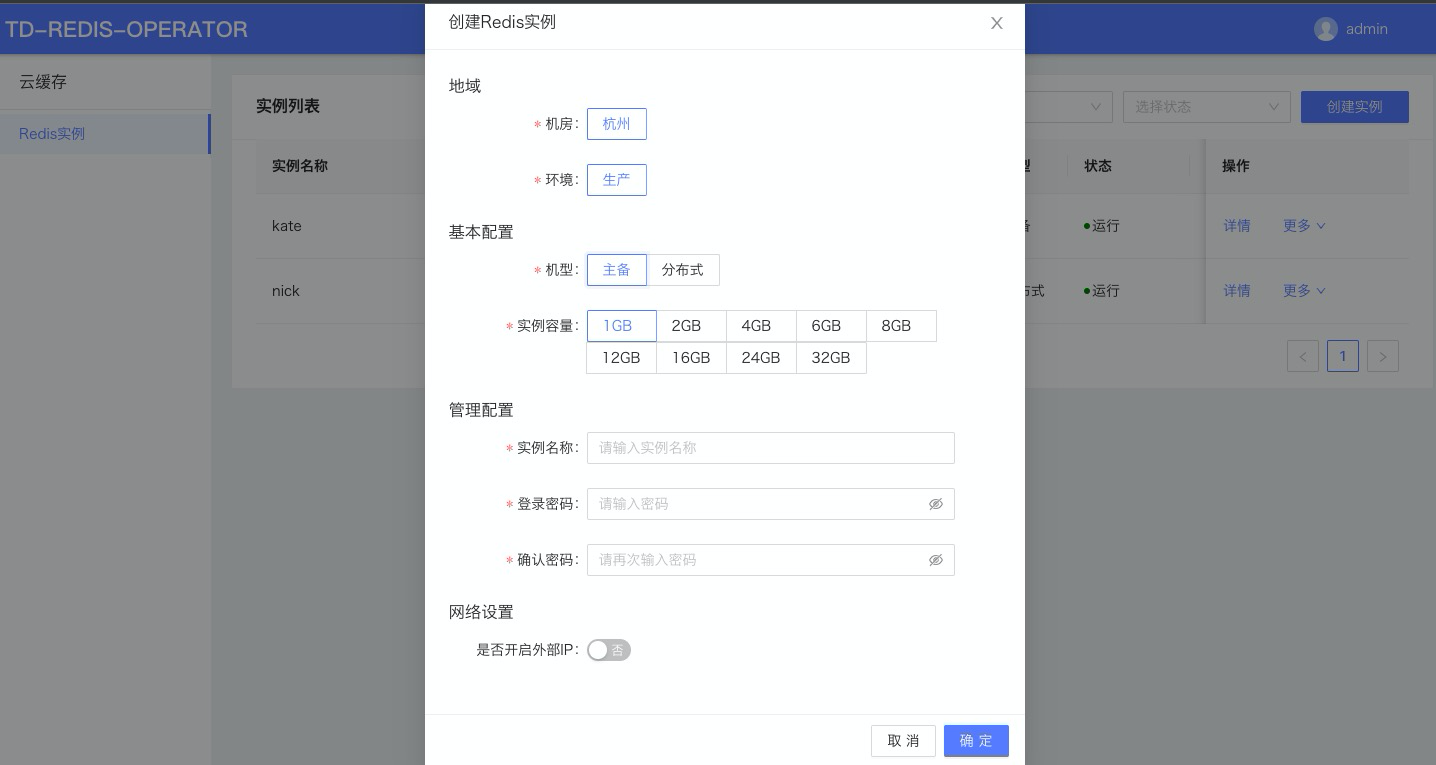 TD-REDIS-OPERATOR
admin
云缓存
Redis实例
实例列表
选择状态
创建实例
实例名称
状态
操作
kate
运行
详情
更多
nick
运行
详情
更多
1
创建Redis实例
地域
* 机房:
杭州
* 环境:
生产
基本配置
* 机型:
主备
分布式
* 实例容量:
1GB
2GB
4GB
6GB
8GB
12GB
16GB
24GB
32GB
管理配置
* 实例名称:
请输入实例名称
* 登录密码:
请输入密码
* 确认密码:
请再次输入密码
网络设置
是否开启外部IP:
否
取 消
确 定